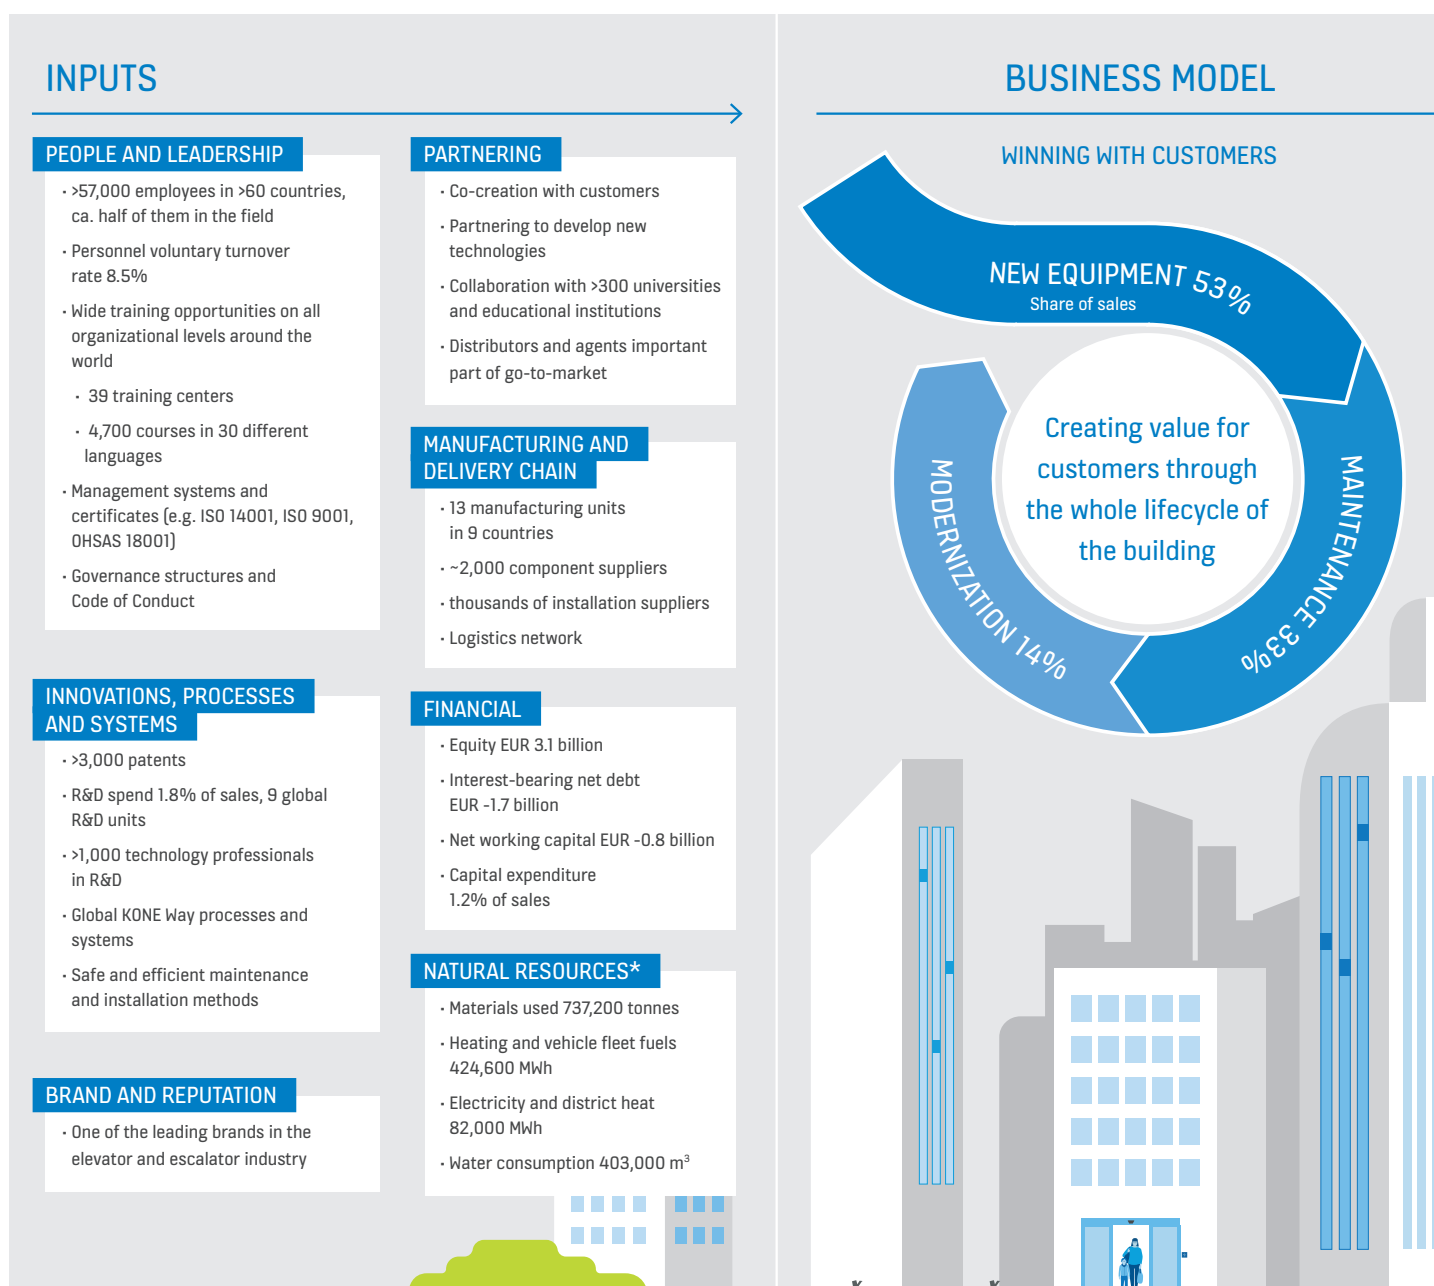 INPUTS
PEOPLE AND LEADERSHIP
· >57,000 employees in >60 countries,
ca. half of them in the field
· Personnel voluntary turnover
rate 8.5%
· Wide training opportunities on all
organizational levels around the
world
· 39 training centers
· 4,700 courses in 30 different
languages
· Management systems and
certificates (e.g. ISO 14001, ISO 9001,
OHSAS 18001)
· Governance structures and
Code of Conduct
INNOVATIONS, PROCESSES
AND SYSTEMS
· >3,000 patents
· R&D spend 1.8% of sales, 9 global
R&D units
· >1,000 technology professionals
in R&D
· Global KONE Way processes and
systems
· Safe and efficient maintenance
and installation methods
BRAND AND REPUTATION
· One of the leading brands in the
elevator and escalator industry
PARTNERING
· Co-creation with customers
· Partnering to develop new
technologies
· Collaboration with >300 universities
and educational institutions
· Distributors and agents important
part of go-to-market
MANUFACTURING AND
DELIVERY CHAIN
· 13 manufacturing units
in 9 countries
· ~2,000 component suppliers
· thousands of installation suppliers
· Logistics network
FINANCIAL
· Equity EUR 3.1 billion
· Interest-bearing net debt
EUR -1.7 billion
· Net working capital EUR -0.8 billion
· Capital expenditure
1.2% of sales
NATURAL RESOURCES*
· Materials used 737,200 tonnes
· Heating and vehicle fleet fuels
424,600 MWh
· Electricity and district heat
82,000 MWh
· Water consumption 403,000 m³
BUSINESS MODEL
WINNING WITH CUSTOMERS
NEW EQUIPMENT 53%
Share of sales
MAINTENANCE 33%
MODERNIZATION 14%
Creating value for
customers through
the whole lifecycle of
the building